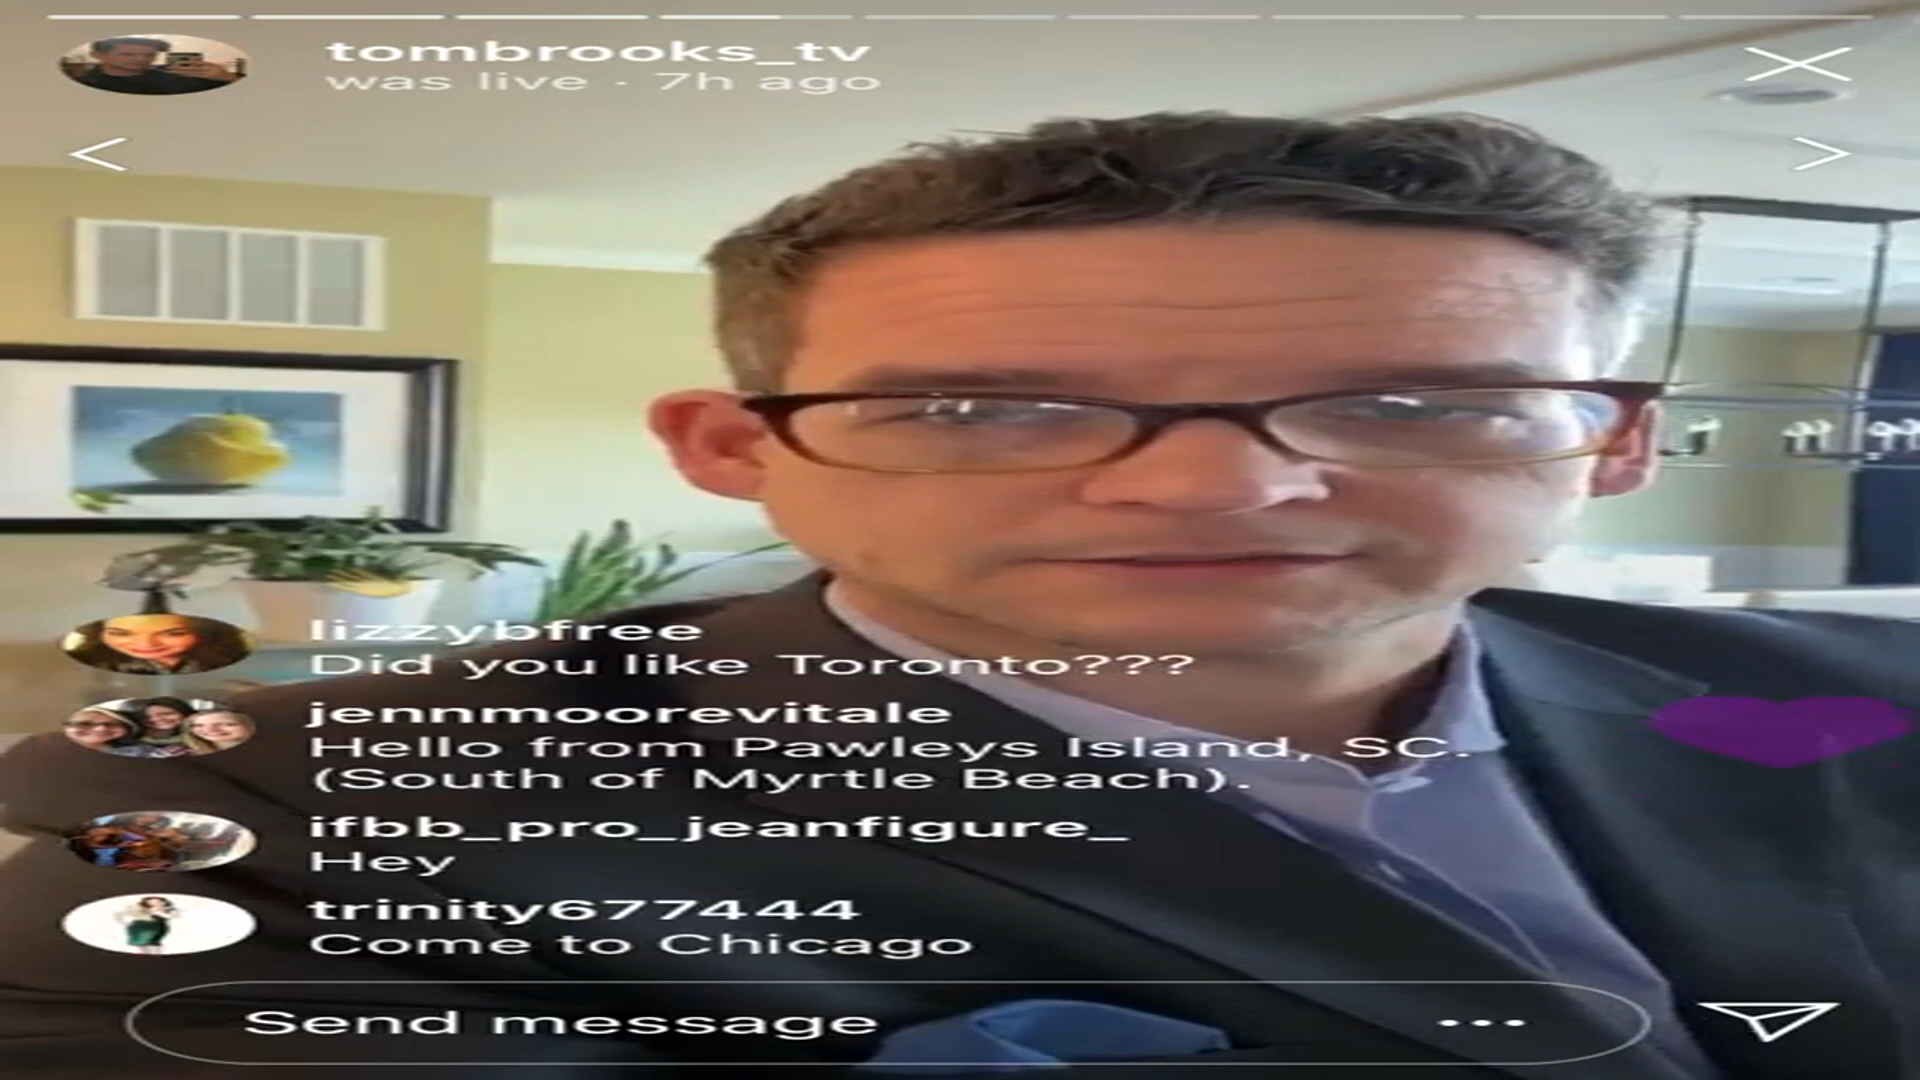 tombrooks_tv
was live · 7h ago
lizzybfree
Did you like Toronto???
jennmoorevitale
Hello from Pawleys Island, SC.
(South of Myrtle Beach).
ifbb_pro_jeanfigure_
Hey
trinity677444
Come to Chicago
Send message